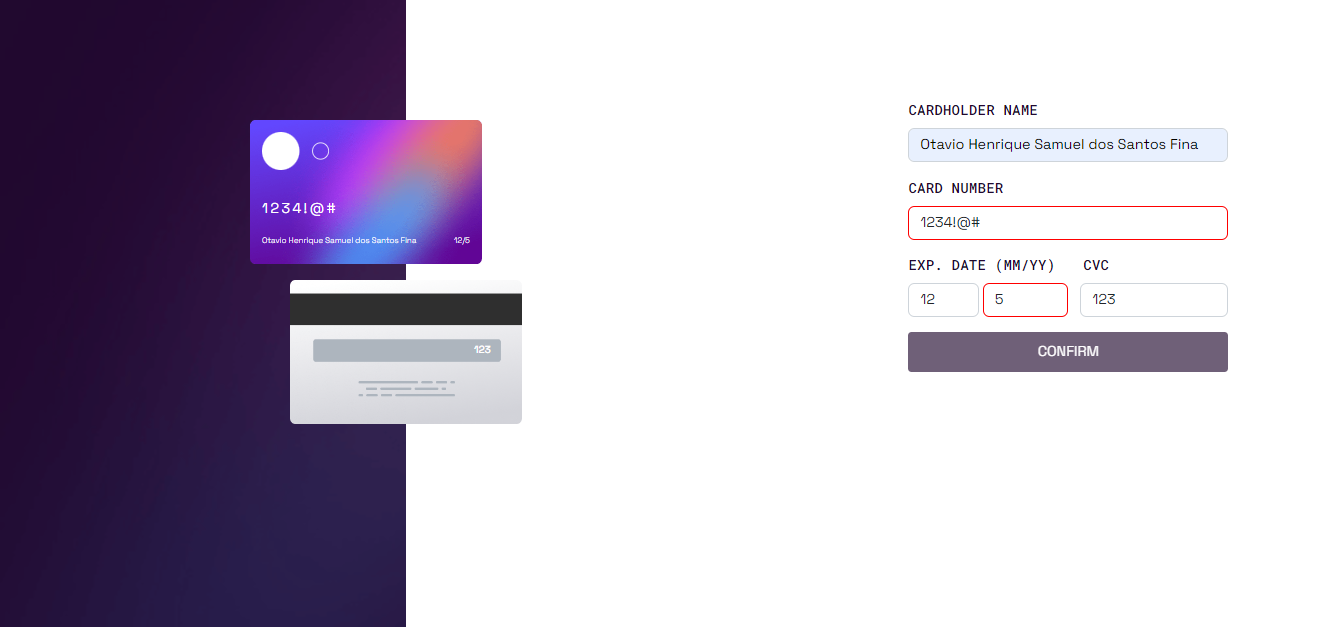 1234!@#
Otavio Henrique Samuel dos Santos Fina 12/5
123
CARDHOLDER NAME
Otavio Henrique Samuel dos Santos Fina
CARD NUMBER
1234!@#
EXP. DATE (MM/YY) CVC
12 5 123
CONFIRM